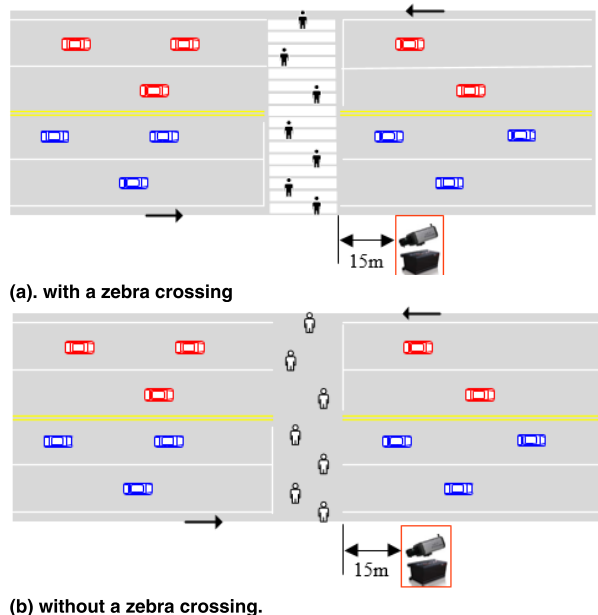 15m
(a). with a zebra crossing
15m
(b) without a zebra crossing.